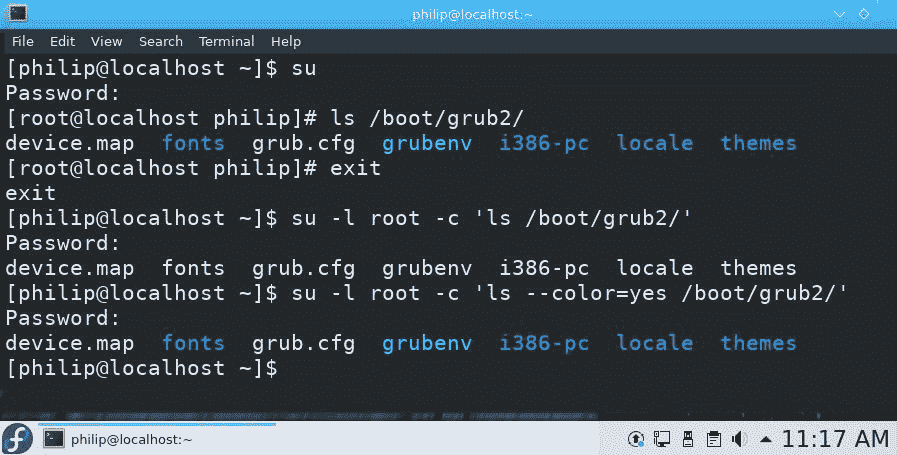 philip@localhost:~
File Edit View Search Terminal Help
[philip@localhost ~]$ su
Password:
[root@localhost philip]# ls /boot/grub2/
device.map  fonts  grub.cfg  grubenv  i386-pc  locale  themes
[root@localhost philip]# exit
exit
[philip@localhost ~]$ su -l root -c 'ls /boot/grub2/'
Password:
device.map  fonts  grub.cfg  grubenv  i386-pc  locale  themes
[philip@localhost ~]$ su -l root -c 'ls --color=yes /boot/grub2/'
Password:
device.map  fonts  grub.cfg  grubenv  i386-pc  locale  themes
[philip@localhost ~]$
philip@localhost:~ 11:17 AM